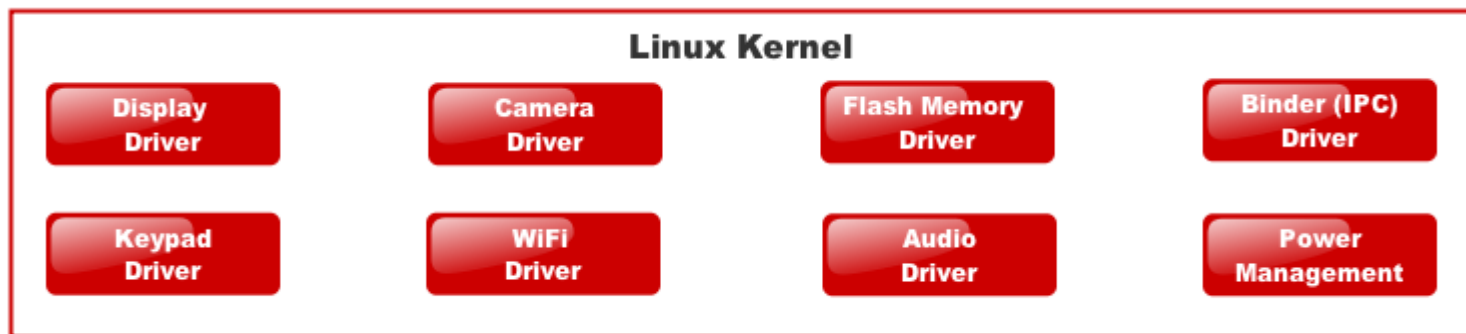 Linux Kernel
Display
Driver
Camera
Driver
Flash Memory
Driver
Binder (IPC)
Driver
Keypad
Driver
WiFi
Driver
Audio
Driver
Power
Management